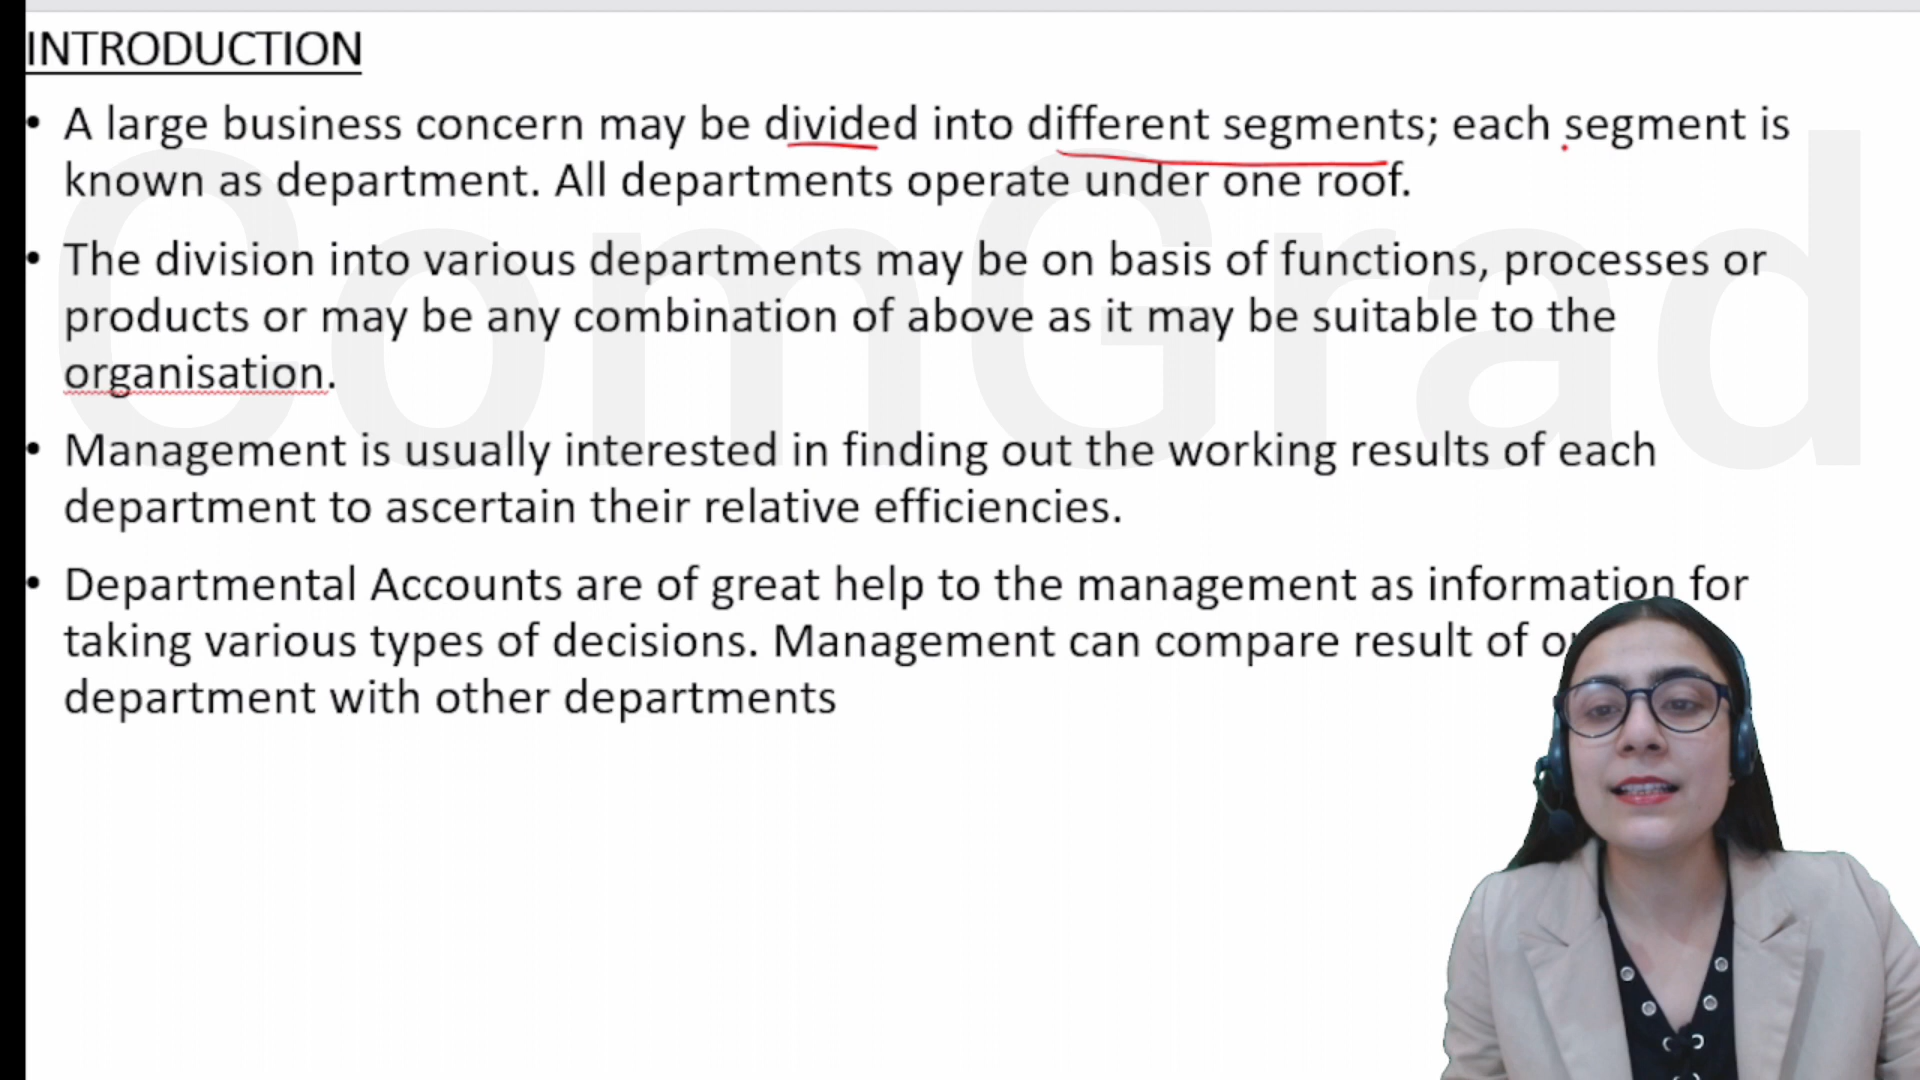 INTRODUCTION
• A large business concern may be divided into different segments; each segment is
known as department. All departments operate under one roof.
• The division into various departments may be on basis of functions, processes or
products or may be any combination of above as it may be suitable to the
organisation.
• Management is usually interested in finding out the working results of each
department to ascertain their relative efficiencies.
• Departmental Accounts are of great help to the management as information for
taking various types of decisions. Management can compare result of
department with other departments
ComGrad